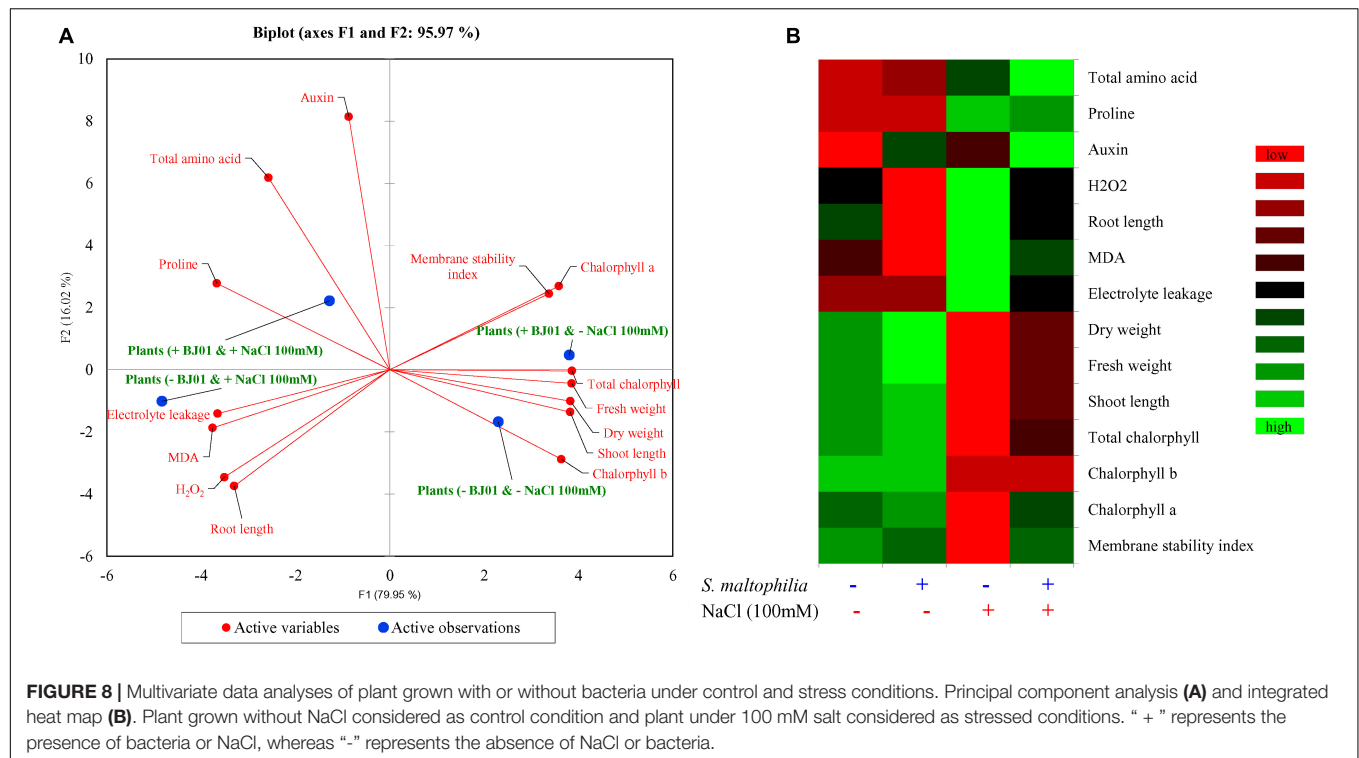 A
Biplot (axes F1 and F2: 95.97 %)
10
8
6
4
2
0
-2
-4
-6
F2 (16.02 %)
-6
-4
-2
0
2
4
6
F1 (79.95 %)
Auxin
Total amino acid
Proline
Membrane stability
index
Chalorphyll a
Plants (+ BJ01 & - NaCl 100mM)
Plants (+ BJ01 & + NaCl 100mM)
Plants (- BJ01 & + NaCl 100mM)
Total chalorphyll
Fresh weight
Electrolyte leakage
Dry weight
Shoot length
MDA
Chalorphyll b
H2O2
Plants (- BJ01 & - NaCl 100mM)
Root length
Active variables
Active observations
B
Total amino acid
Proline
Auxin
H2O2
Root length
MDA
Electrolyte leakage
Dry weight
Fresh weight
Shoot length
Total chalorphyll
Chalorphyll b
Chalorphyll a
Membrane stability index
low
high
S. maltophilia - + - +
NaCl (100mM) - - + +
FIGURE 8 | Multivariate data analyses of plant grown with or without bacteria under control and stress conditions. Principal component analysis (A) and integrated
heat map (B). Plant grown without NaCl considered as control condition and plant under 100 mM salt considered as stressed conditions. “ + ” represents the
presence of bacteria or NaCl, whereas “-” represents the absence of NaCl or bacteria.